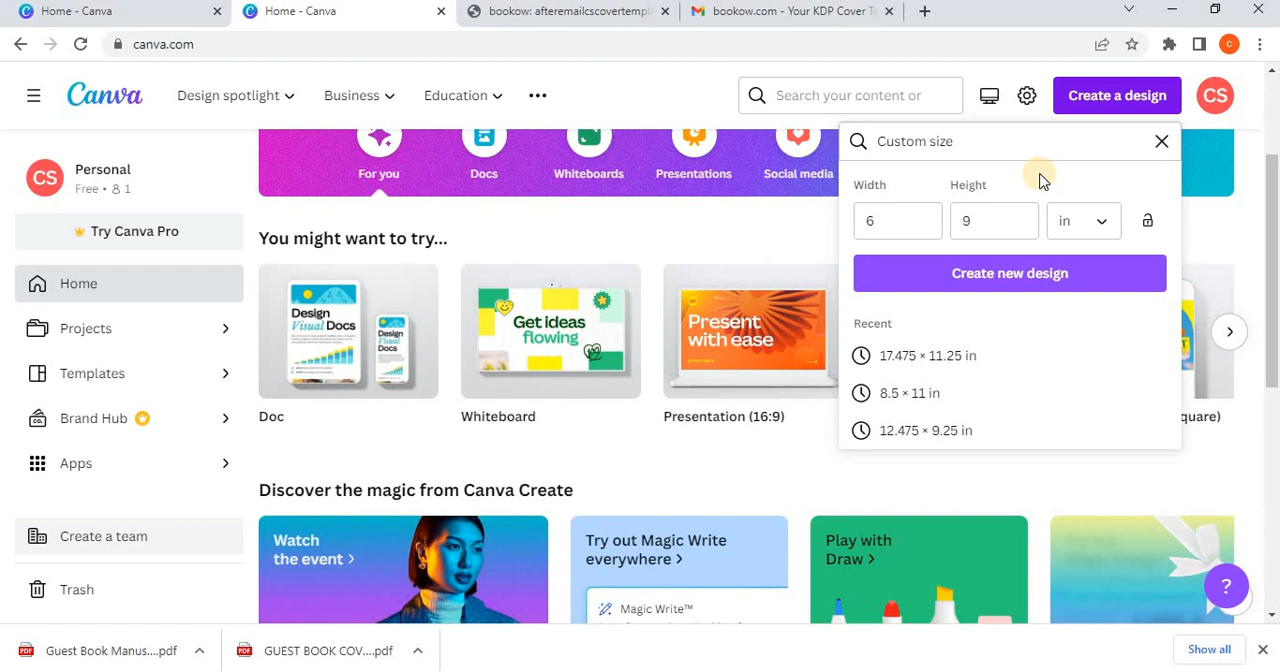 Home - Canva
Home - Canva
bookow: afteremailcscovertempl
bookow.com - Your KDP Cover Te
canva.com
C
Canva
Design spotlight
Business
Education
Search your content or
Create a design
CS
Custom size
Width
Height
6
9
in
Create new design
Recent
17.475 × 11.25 in
8.5 × 11 in
12.475 × 9.25 in
CS
Personal
Free • 1
Try Canva Pro
Home
Projects
Templates
Brand Hub
Apps
Create a team
Trash
For you
Docs
Whiteboards
Presentations
Social media
You might want to try...
Design
Visual Docs
Design
Visual
Docs
Get ideas
flowing
Present
with ease
Doc
Whiteboard
Presentation (16:9)
quare)
Discover the magic from Canva Create
Watch
the event >
Try out Magic Write
everywhere >
Magic Write™
Play with
Draw >
?
Guest Book Manus....pdf
GUEST BOOK COV....pdf
Show all